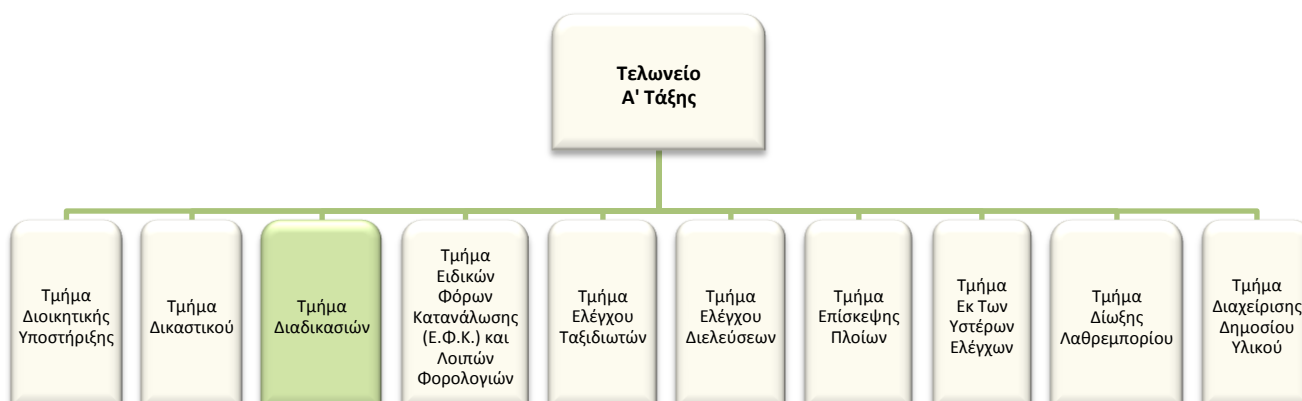 Τελωνείο
Α' Τάξης
Τμήμα
Διοικητικής
Υποστήριξης
Τμήμα
Δικαστικού
Τμήμα
Διαδικασιών
Τμήμα
Ειδικών
Φόρων
Κατανάλωσης
(Ε.Φ.Κ.) και
Λοιπών
Φορολογιών
Τμήμα
Ελέγχου
Ταξιδιωτών
Τμήμα
Ελέγχου
Διελεύσεων
Τμήμα
Επίσκεψης
Πλοίων
Τμήμα
Εκ Των
Υστέρων
Ελέγχων
Τμήμα
Δίωξης
Λαθρεμπορίου
Τμήμα
Διαχείρισης
Δημοσίου
Υλικού